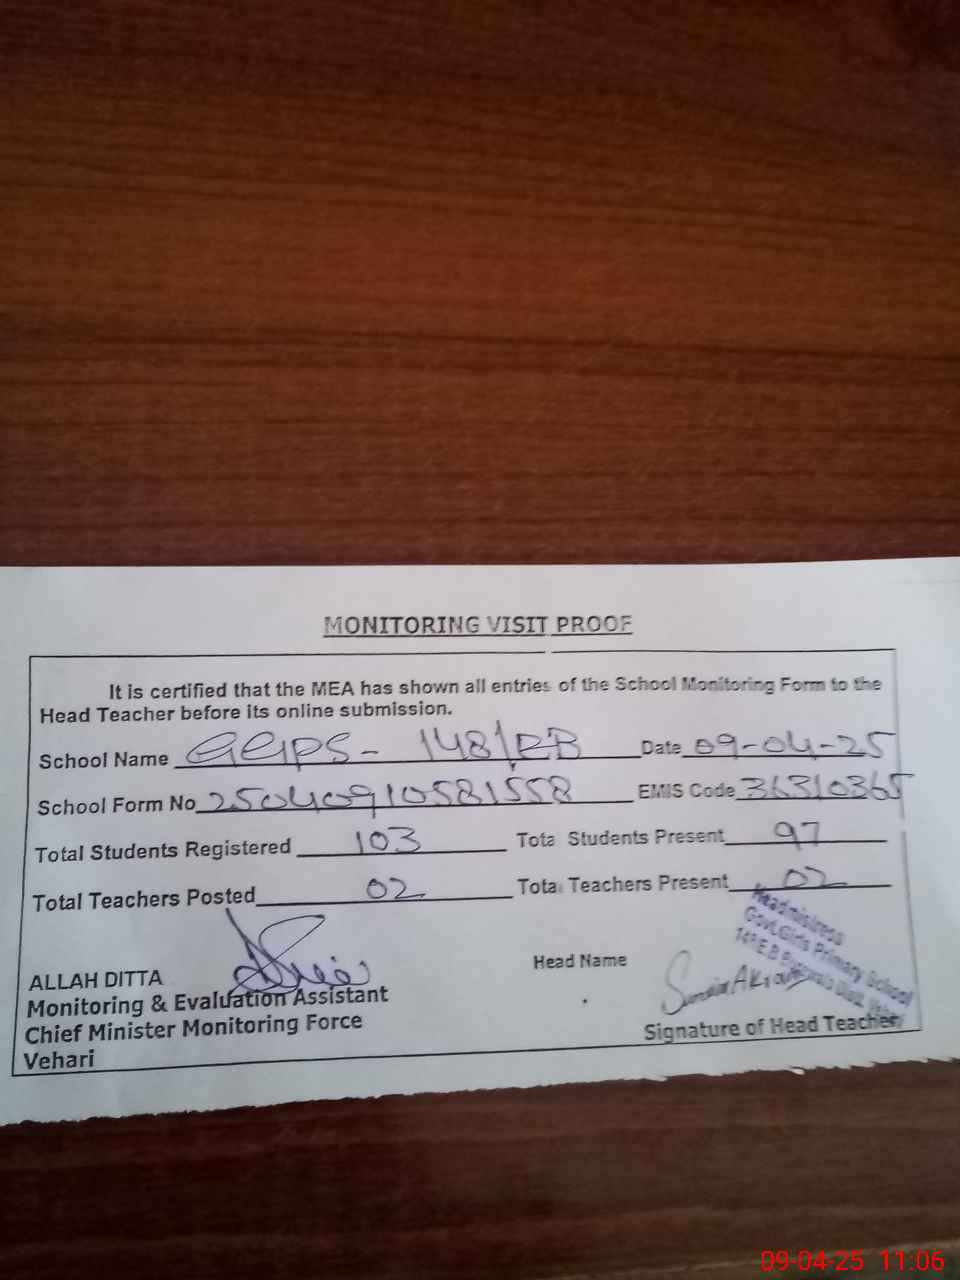 MONITORING VISIT PROOF
It is certified that the MEA has shown all entries of the School Monitoring Form to the
Head Teacher before its online submission.
School Name GGPS- 148/EB Date 09-04-25
School Form No 25040910581558 EMIS Code 36310365
Total Students Registered 103 Total Students Present 97
Total Teachers Posted 02 Total Teachers Present 02
Headmistress
Govt.Girls Primary School
148 E.B
ALLAH DITTA Head Name
Monitoring & Evaluation Assistant
Chief Minister Monitoring Force Signature of Head Teacher
Vehari
09-04-25 11:06